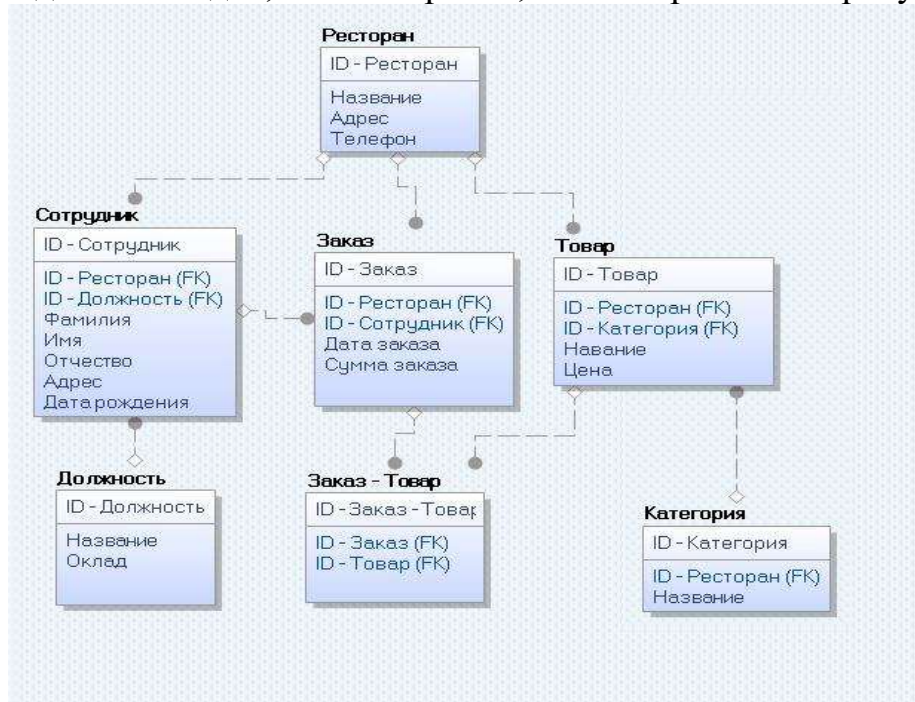 Ресторан
ID - Ресторан
Название
Адрес
Телефон
Сотрудник
ID - Сотрудник
ID - Ресторан (FK)
ID - Должность (FK)
Фамилия
Имя
Отчество
Адрес
Дата рождения
Заказ
ID - Заказ
ID - Ресторан (FK)
ID - Сотрудник (FK)
Дата заказа
Сумма заказа
Товар
ID - Товар
ID - Ресторан (FK)
ID - Категория (FK)
Навание
Цена
Должность
ID - Должность
Название
Оклад
Заказ - Товар
ID - Заказ - Товар
ID - Заказ (FK)
ID - Товар (FK)
Категория
ID - Категория
ID - Ресторан (FK)
Название